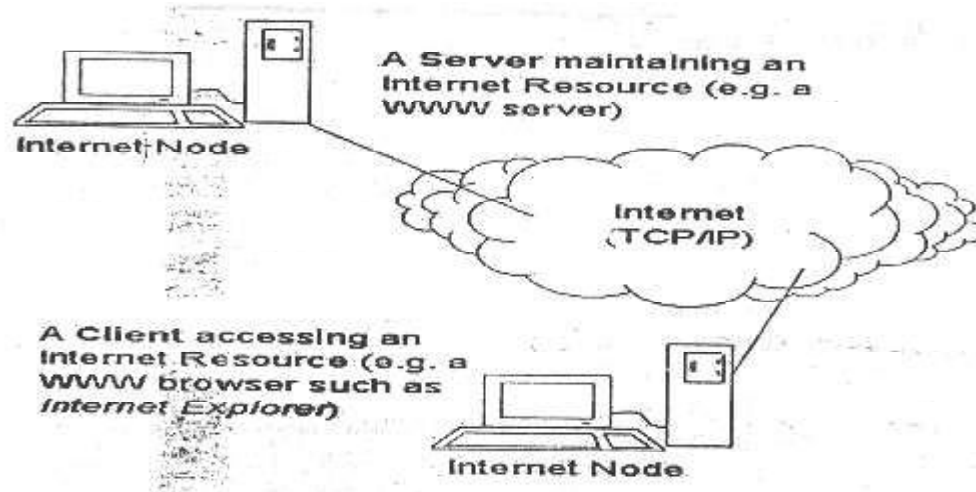 A Server maintaining an
Internet Resource (e.g. a
WWW server)
Internet Node
Internet
(TCP/IP)
A Client accessing an
Internet Resource (e.g. a
WWW browser such as
Internet Explorer)
Internet Node